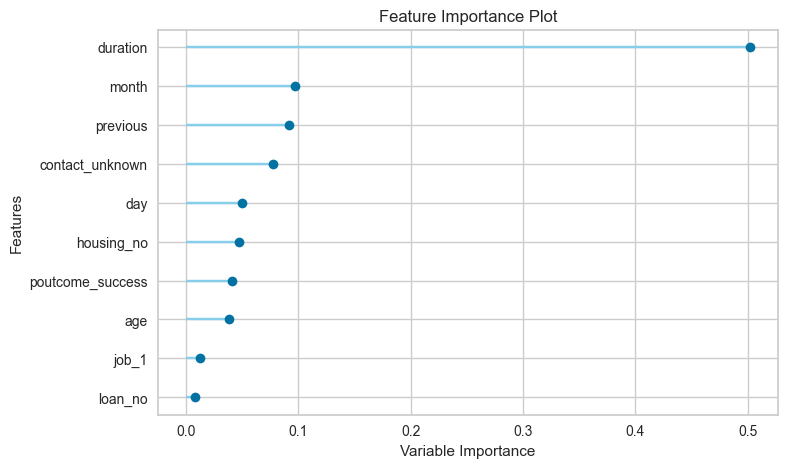 Feature Importance Plot
duration
month
previous
contact_unknown
day
housing_no
poutcome_success
age
job_1
loan_no
Features
0.0 0.1 0.2 0.3 0.4 0.5
Variable Importance